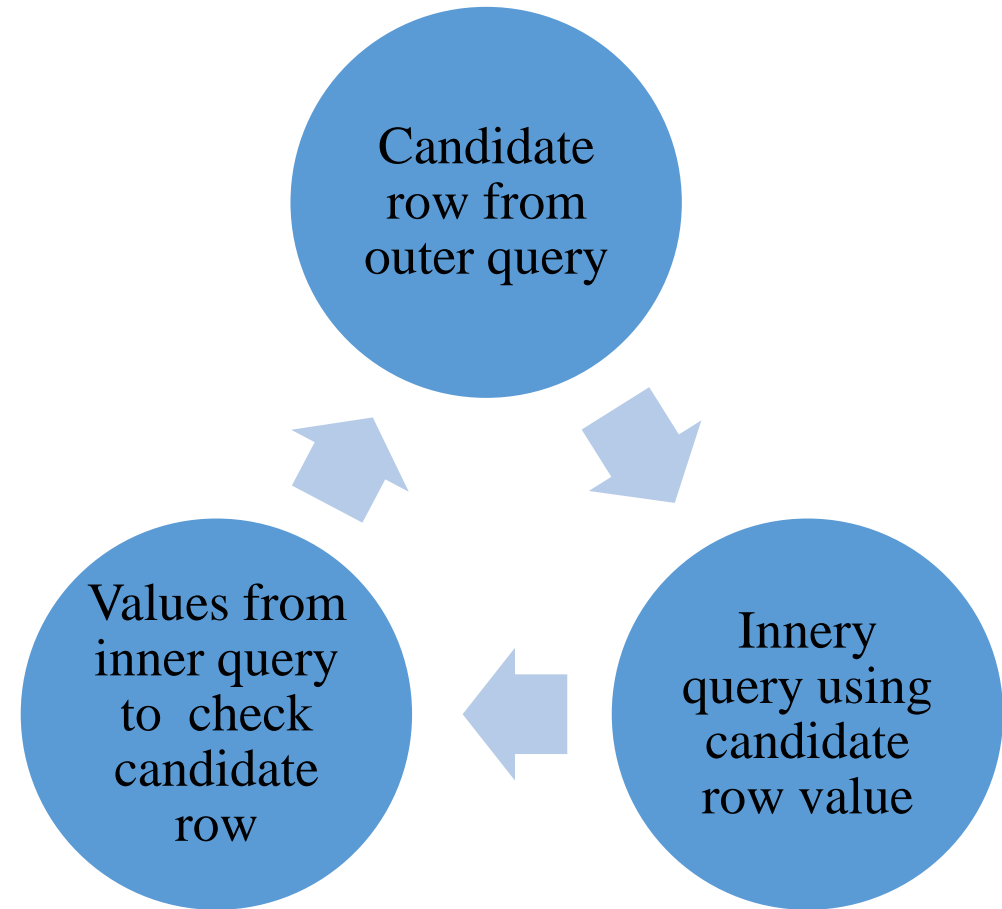 Candidate
row from
outer query
Innery
query using
candidate
row value
Values from
inner query
to  check
candidate
row